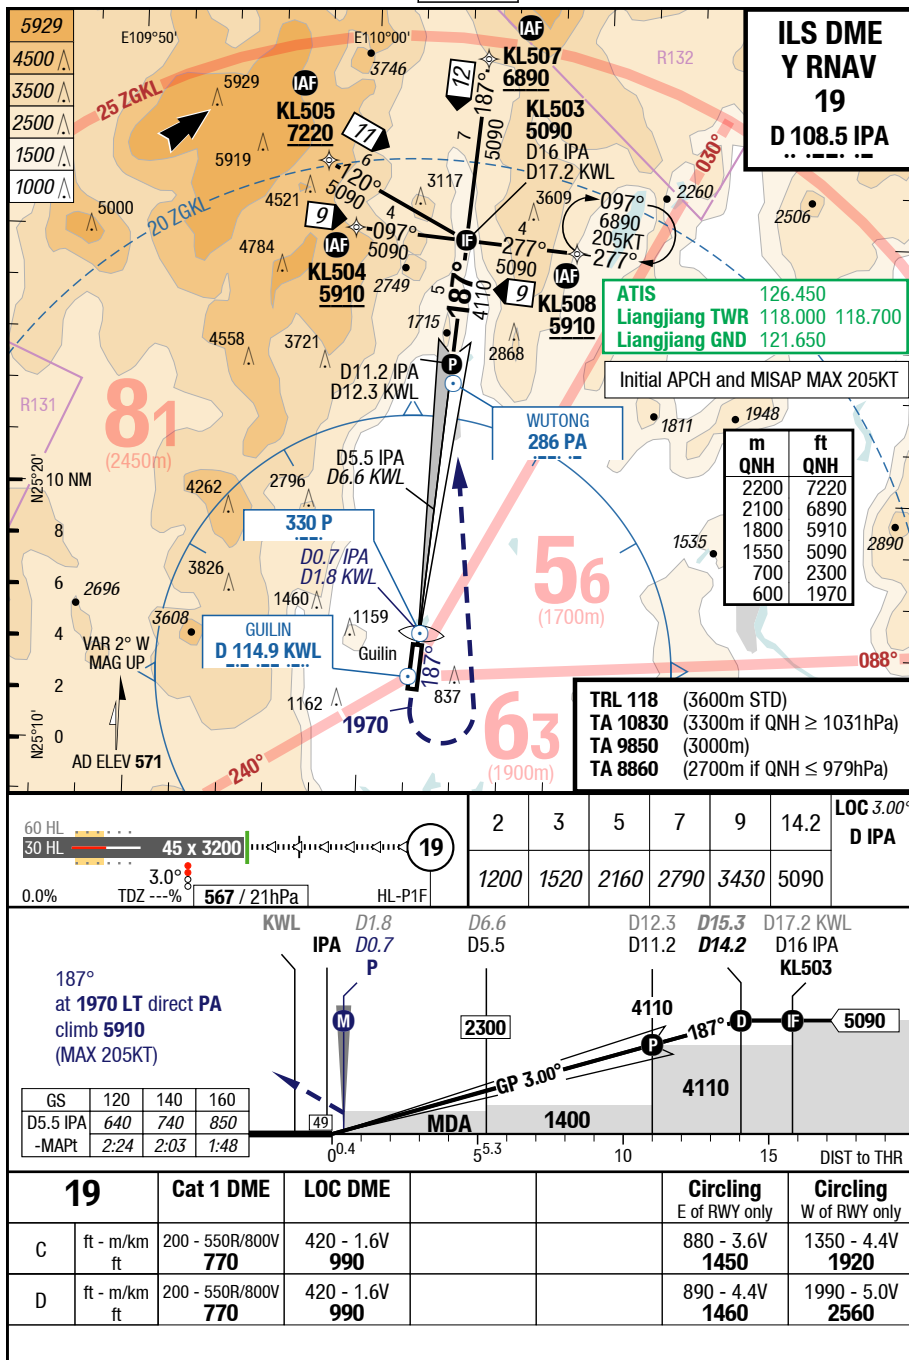 ILS DME
Y RNAV
19
D 108.5 IPA
5929
4500
3500
2500
1500
1000
E109°50'
E110°00'
25 ZGKL
20 ZGKL
5929
3746
IAF
KL505
7220
IAF
KL507
6890
12
187°
7
5090
KL503
5090
D16 IPA
D17.2 KWL
R132
030°
5919
11
6
120°
5090
4521
3117
3609
2260
2506
5000
4784
9
4
097°
5090
IAF
KL504
5910
2749
IF
4
277°
5090
9
IAF
KL508
5910
097°
6890
205KT
277°
187°
5
4110
1715
2868
4558
3721
P
D11.2 IPA
D12.3 KWL
ATIS 126.450
Liangjiang TWR 118.000 118.700
Liangjiang GND 121.650
Initial APCH and MISAP MAX 205KT
R131
81
(2450m)
WUTONG
286 PA
1811
1948
m ft
QNH QNH
2200 7220
2100 6890
1800 5910
1550 5090
700 2300
600 1970
N25°20'
10 NM
8
6
4
2
0
N25°10'
D5.5 IPA
D6.6 KWL
4262
2796
330 P
D0.7 IPA
D1.8 KWL
1535
2890
56
(1700m)
3826
2696
1460
3608
1159
GUILIN
D 114.9 KWL
Guilin
187°
088°
VAR 2° W
MAG UP
1162
837
1970
63
(1900m)
AD ELEV 571
240°
TRL 118 (3600m STD)
TA 10830 (3300m if QNH ≥ 1031hPa)
TA 9850 (3000m)
TA 8860 (2700m if QNH ≤ 979hPa)
60 HL
30 HL
45 x 3200
19
3.0°
0.0%
TDZ ---%
567 / 21hPa
HL-P1F
2 3 5 7 9 14.2 LOC 3.00°
D IPA
1200 1520 2160 2790 3430 5090
KWL D1.8 D6.6 D12.3 D15.3 D17.2 KWL
IPA D0.7 D5.5 D11.2 D14.2 D16 IPA
P KL503
187°
at 1970 LT direct PA
climb 5910
(MAX 205KT)
M
2300
4110
P
187°
D
IF
5090
GP 3.00°
4110
49
MDA
1400
GS 120 140 160
D5.5 IPA 640 740 850
-MAPt 2:24 2:03 1:48
0 0.4 5 5.3 10 15 DIST to THR
19 Cat 1 DME LOC DME Circling Circling
E of RWY only W of RWY only
C ft - m/km 200 - 550R/800V 420 - 1.6V 880 - 3.6V 1350 - 4.4V
ft 770 990 1450 1920
D ft - m/km 200 - 550R/800V 420 - 1.6V 890 - 4.4V 1990 - 5.0V
ft 770 990 1460 2560